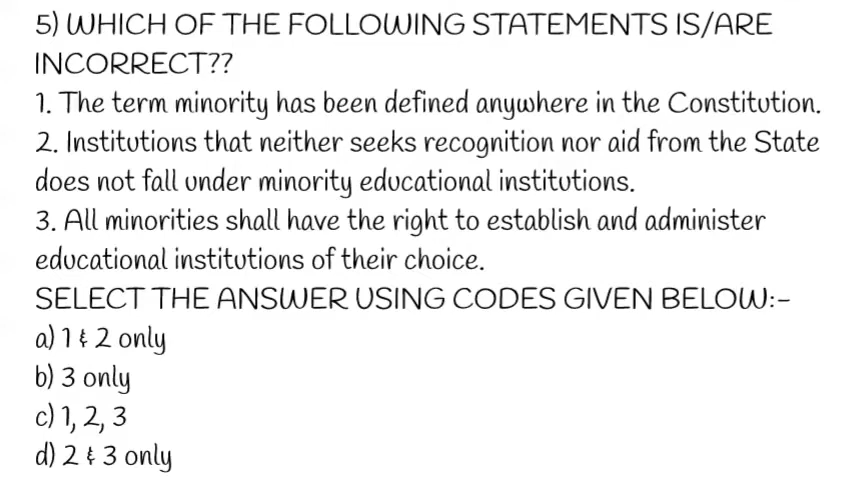 5) WHICH OF THE FOLLOWING STATEMENTS IS/ARE
INCORRECT??
1. The term minority has been defined anywhere in the Constitution.
2. Institutions that neither seeks recognition nor aid from the State
does not fall under minority educational institutions.
3. All minorities shall have the right to establish and administer
educational institutions of their choice.
SELECT THE ANSWER USING CODES GIVEN BELOW:-
a) 1 & 2 only
b) 3 only
c) 1, 2, 3
d) 2 & 3 only